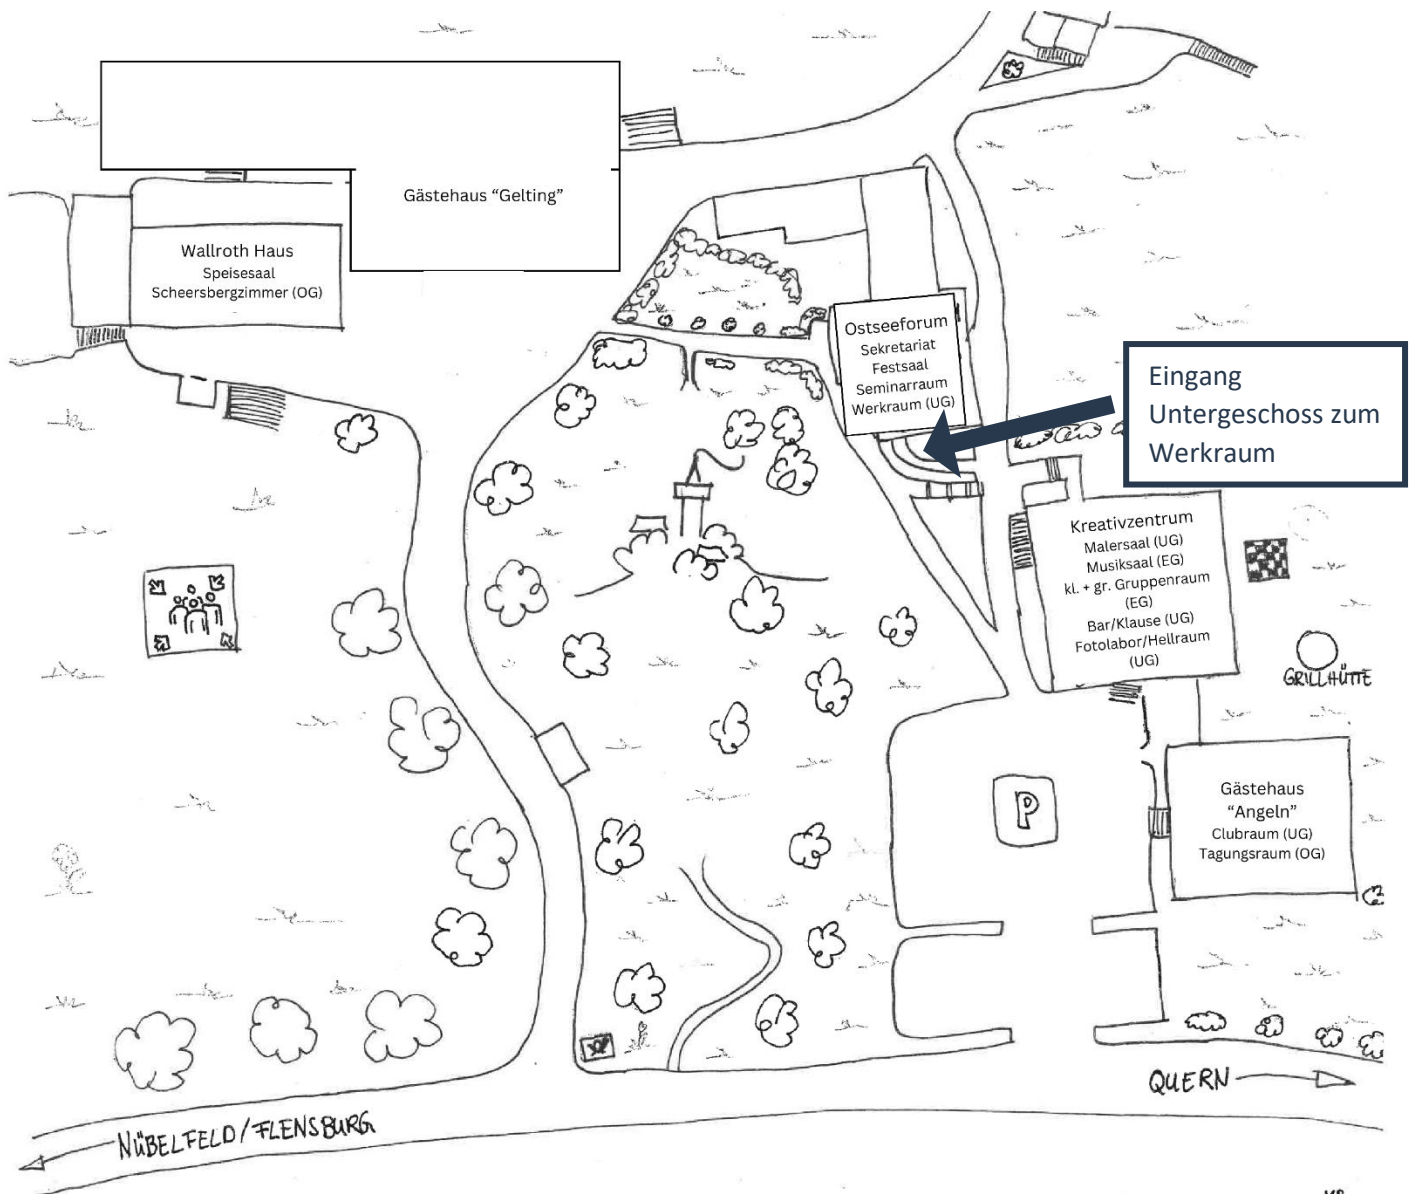 Gästehaus “Gelting”
Wallroth Haus
Speisesaal
Scheersbergzimmer (OG)
Ostseeforum
Sekretariat
Festsaal
Seminarraum
Werkraum (UG)
Eingang
Untergeschoss zum
Werkraum
Kreativzentrum
Malersaal (UG)
Musiksaal (EG)
kl. + gr. Gruppenraum
(EG)
Bar/Klause (UG)
Fotolabor/Hellraum
(UG)
GRILLHÜTTE
P
Gästehaus
“Angeln”
Clubraum (UG)
Tagungsraum (OG)
QUERN
NÜBELFELD/FLENSBURG